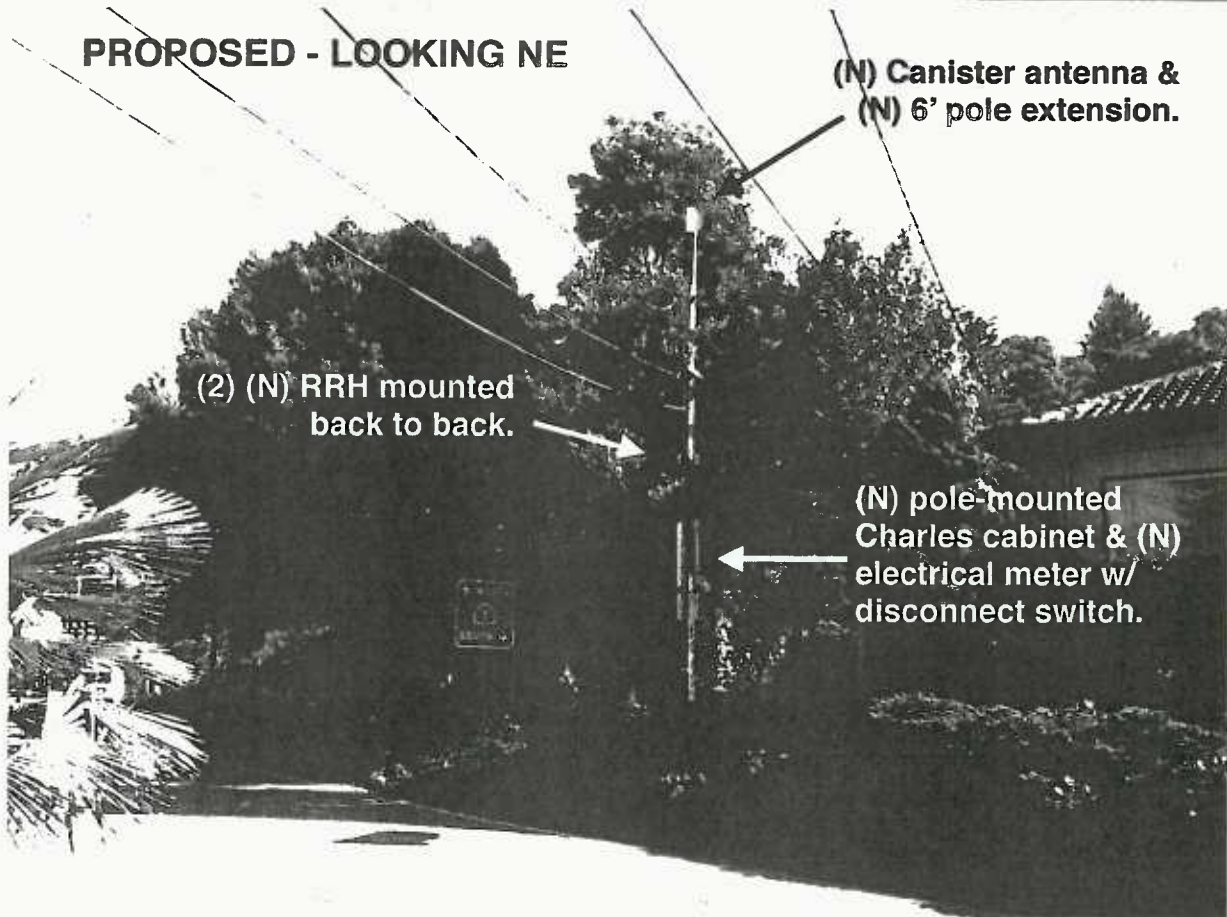 PROPOSED - LOOKING NE
(N) Canister antenna &
(N) 6' pole extension.
(2) (N) RRH mounted
back to back.
(N) pole-mounted
Charles cabinet & (N)
electrical meter w/
disconnect switch.